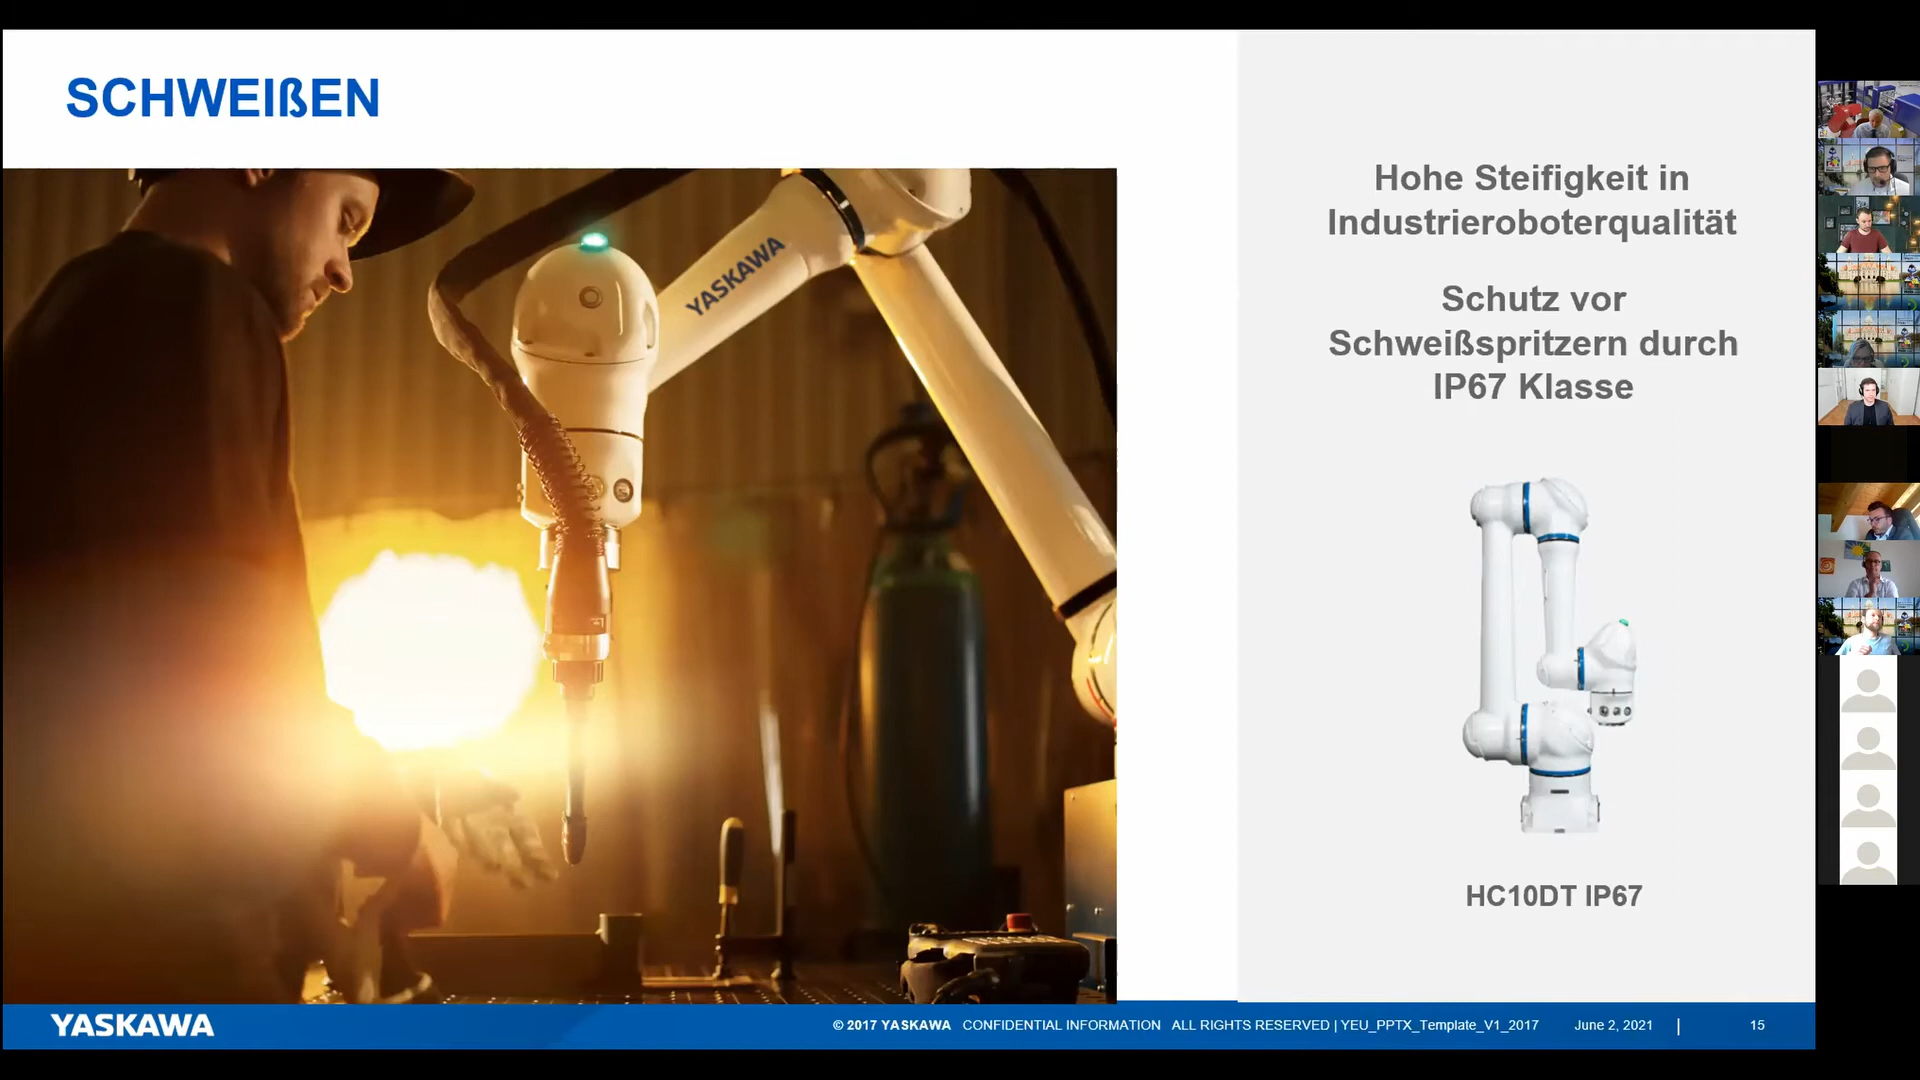 SCHWEIßEN
YASKAWA
Hohe Steifigkeit in
Industrieroboterqualität
Schutz vor
Schweißspritzern durch
IP67 Klasse
HC10DT IP67
YASKAWA
© 2017 YASKAWA CONFIDENTIAL INFORMATION ALL RIGHTS RESERVED | YEU_PPTX_Template_V1_2017 June 2, 2021 | 15